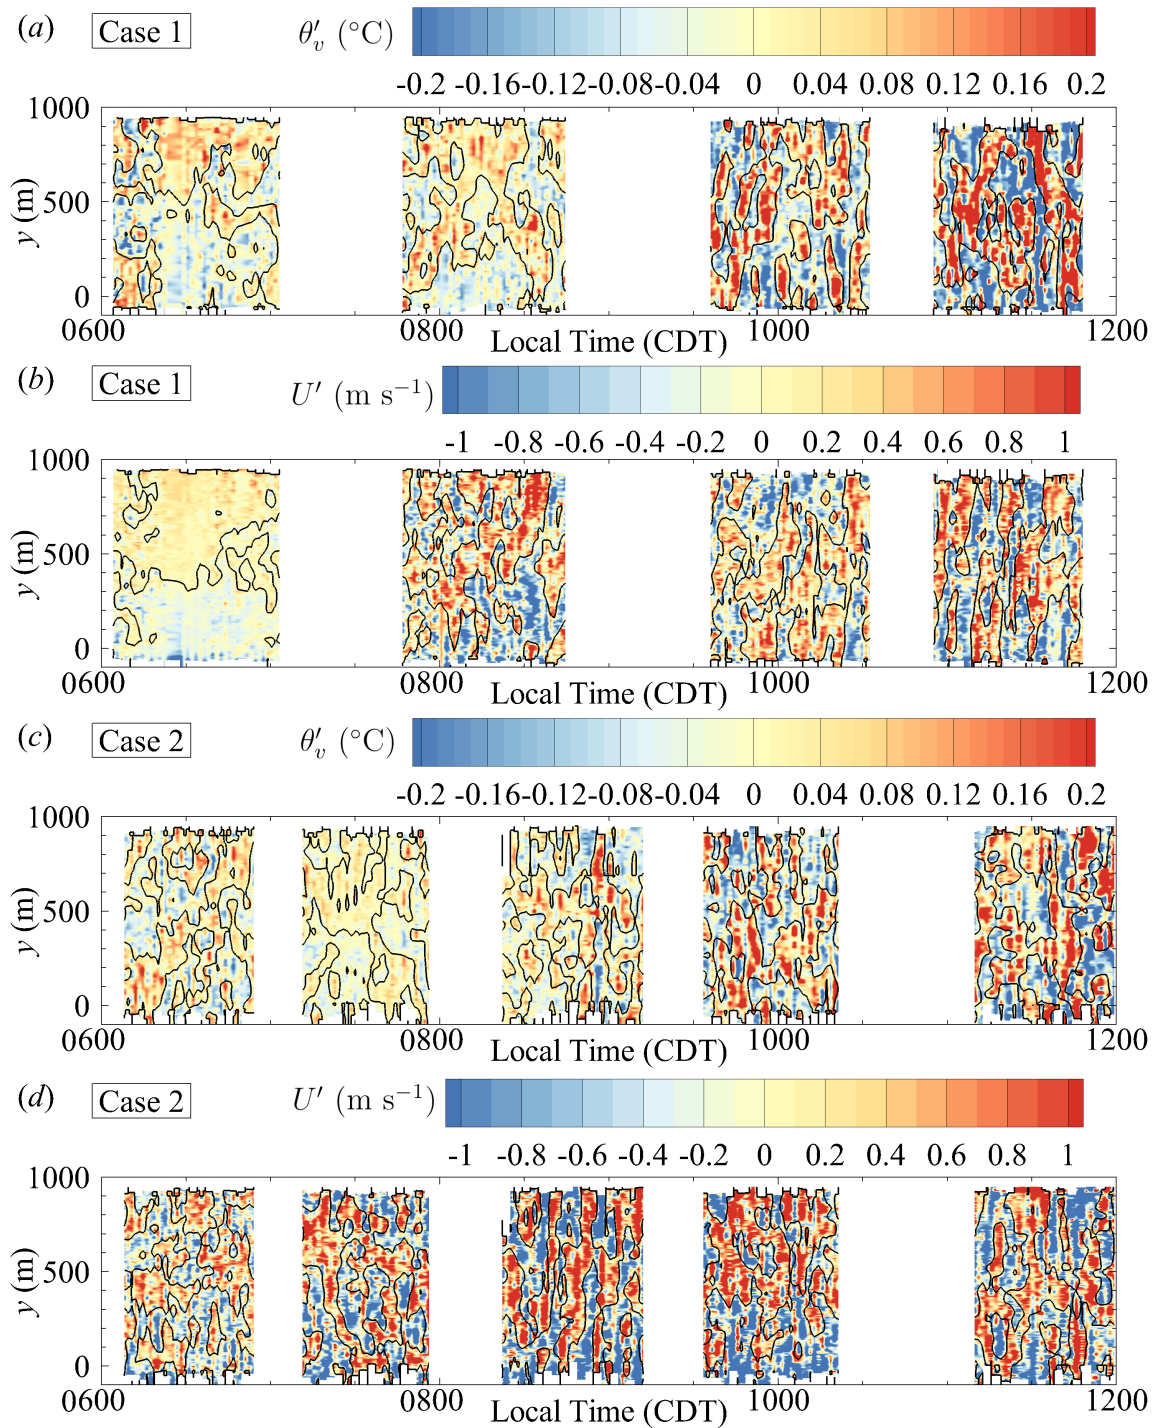 (a) Case 1 θ′v (°C)
-0.2 -0.16 -0.12 -0.08 -0.04 0 0.04 0.08 0.12 0.16 0.2
1000
500
0
y (m)
0600 0800 1000 1200
Local Time (CDT)
(b) Case 1 U′ (m s⁻¹)
-1 -0.8 -0.6 -0.4 -0.2 0 0.2 0.4 0.6 0.8 1
1000
500
0
y (m)
0600 0800 1000 1200
Local Time (CDT)
(c) Case 2 θ′v (°C)
-0.2 -0.16 -0.12 -0.08 -0.04 0 0.04 0.08 0.12 0.16 0.2
1000
500
0
y (m)
0600 0800 1000 1200
Local Time (CDT)
(d) Case 2 U′ (m s⁻¹)
-1 -0.8 -0.6 -0.4 -0.2 0 0.2 0.4 0.6 0.8 1
1000
500
0
y (m)
0600 0800 1000 1200
Local Time (CDT)